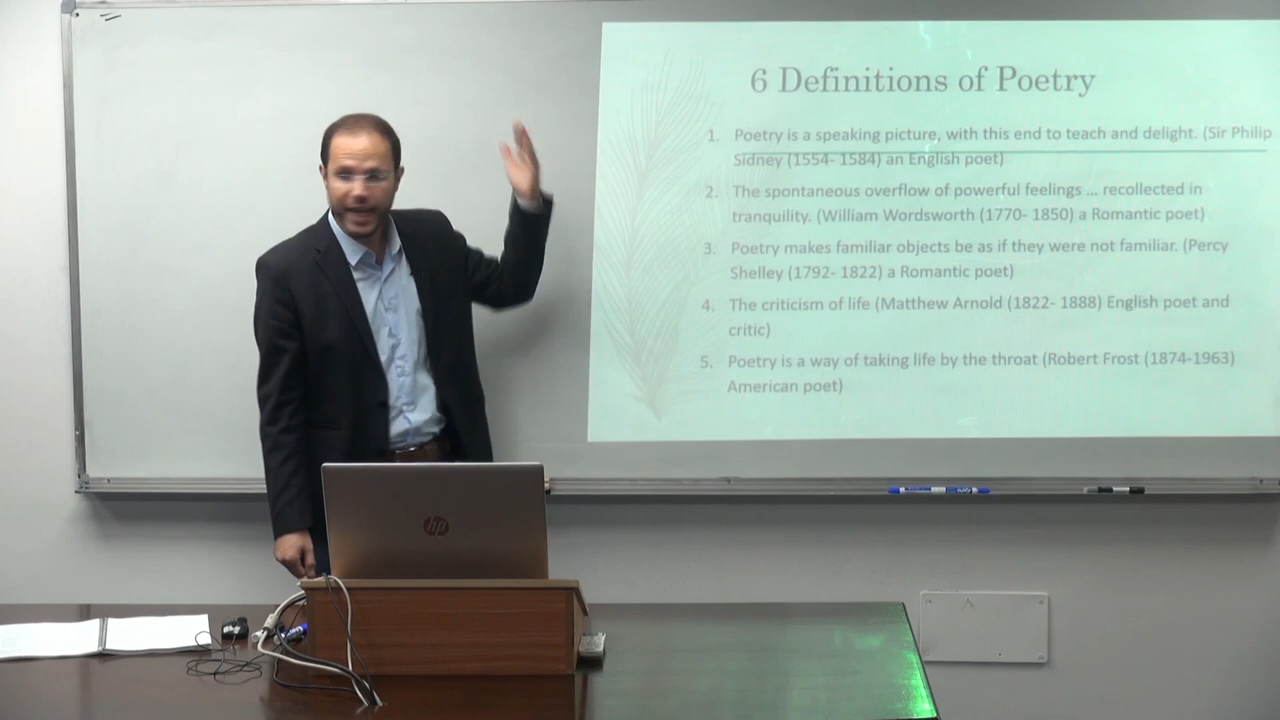 6 Definitions of Poetry
1. Poetry is a speaking picture, with this end to teach and delight. (Sir Philip
Sidney (1554- 1584) an English poet)
2. The spontaneous overflow of powerful feelings ... recollected in
tranquility. (William Wordsworth (1770- 1850) a Romantic poet)
3. Poetry makes familiar objects be as if they were not familiar. (Percy
Shelley (1792- 1822) a Romantic poet)
4. The criticism of life (Matthew Arnold (1822- 1888) English poet and
critic)
5. Poetry is a way of taking life by the throat (Robert Frost (1874-1963)
American poet)
hp